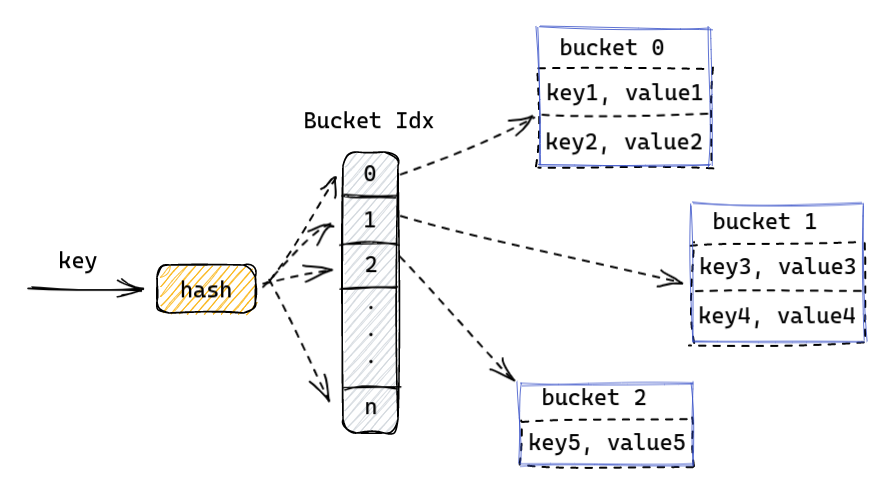 key
hash
Bucket Idx
0
1
2
.
.
.
n
bucket 0
key1, value1
key2, value2
bucket 1
key3, value3
key4, value4
bucket 2
key5, value5